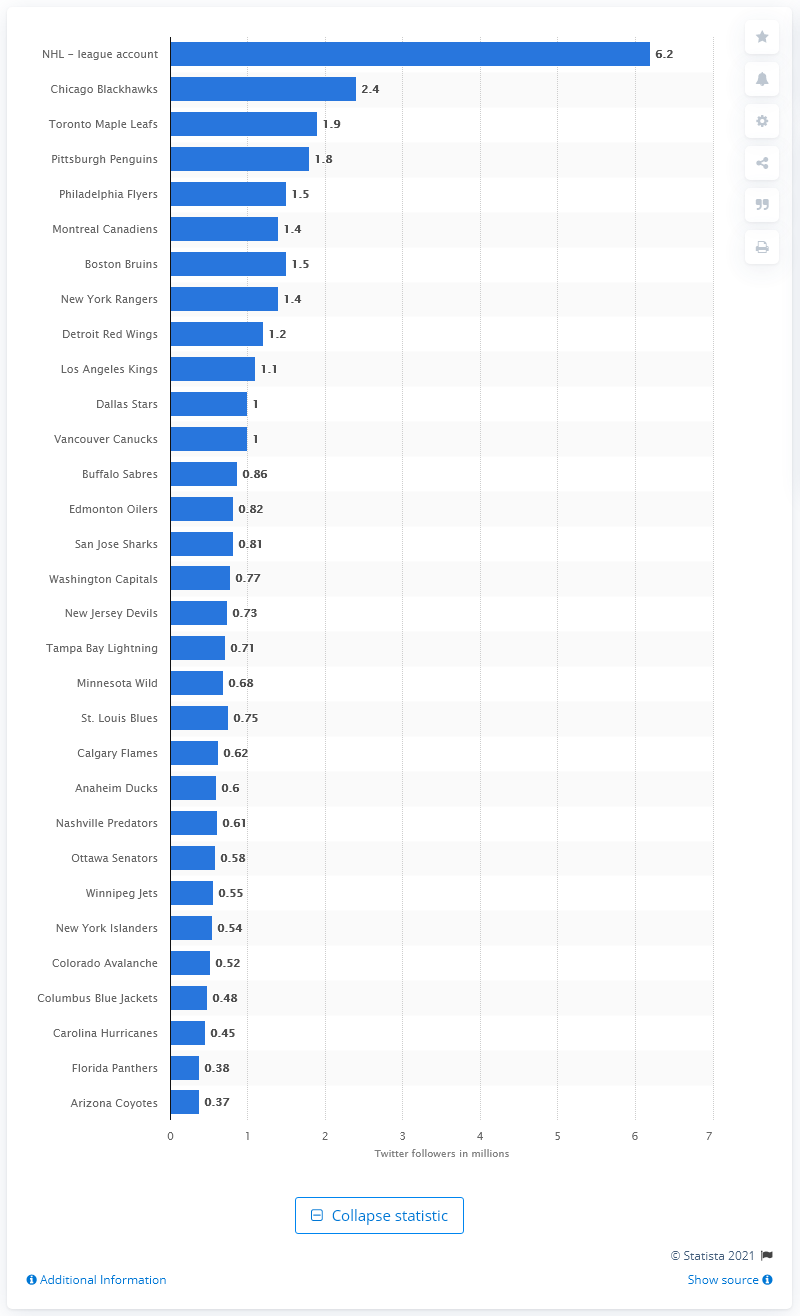 NHL – league account 6.2
Chicago Blackhawks 2.4
Toronto Maple Leafs 1.9
Pittsburgh Penguins 1.8
Philadelphia Flyers 1.5
Montreal Canadiens 1.4
Boston Bruins 1.5
New York Rangers 1.4
Detroit Red Wings 1.2
Los Angeles Kings 1.1
Dallas Stars 1
Vancouver Canucks 1
Buffalo Sabres 0.86
Edmonton Oilers 0.82
San Jose Sharks 0.81
Washington Capitals 0.77
New Jersey Devils 0.73
Tampa Bay Lightning 0.71
Minnesota Wild 0.68
St. Louis Blues 0.75
Calgary Flames 0.62
Anaheim Ducks 0.6
Nashville Predators 0.61
Ottawa Senators 0.58
Winnipeg Jets 0.55
New York Islanders 0.54
Colorado Avalanche 0.52
Columbus Blue Jackets 0.48
Carolina Hurricanes 0.45
Florida Panthers 0.38
Arizona Coyotes 0.37
0 1 2 3 4 5 6 7
Twitter followers in millions
Collapse statistic
© Statista 2021
Additional Information Show source